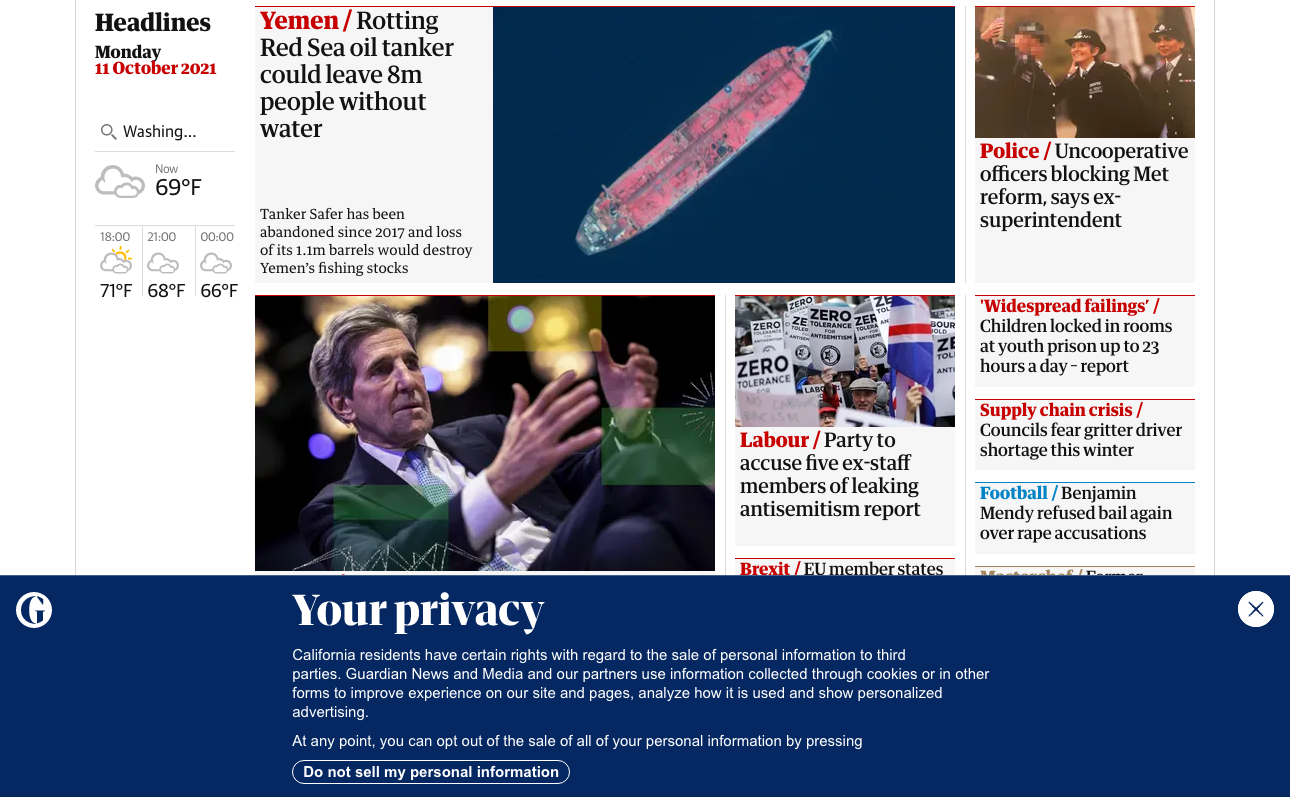 Headlines
Monday
11 October 2021
Washing...
Now
69°F
18:00
21:00
00:00
71°F
68°F
66°F
Yemen / Rotting
Red Sea oil tanker
could leave 8m
people without
water
Tanker Safer has been
abandoned since 2017 and loss
of its 1.1m barrels would destroy
Yemen's fishing stocks
Police / Uncooperative
officers blocking Met
reform, says ex-
superintendent
ZERO
TOLERANCE
FOR
ANTISEMITISM
ZERO
TOLERANCE
ZERO
TOLERANCE
Labour / Party to
accuse five ex-staff
members of leaking
antisemitism report
Brexit / EU member states
'Widespread failings' /
Children locked in rooms
at youth prison up to 23
hours a day – report
Supply chain crisis /
Councils fear gritter driver
shortage this winter
Football / Benjamin
Mendy refused bail again
over rape accusations
Your privacy
California residents have certain rights with regard to the sale of personal information to third
parties. Guardian News and Media and our partners use information collected through cookies or in other
forms to improve experience on our site and pages, analyze how it is used and show personalized
advertising.
At any point, you can opt out of the sale of all of your personal information by pressing
Do not sell my personal information